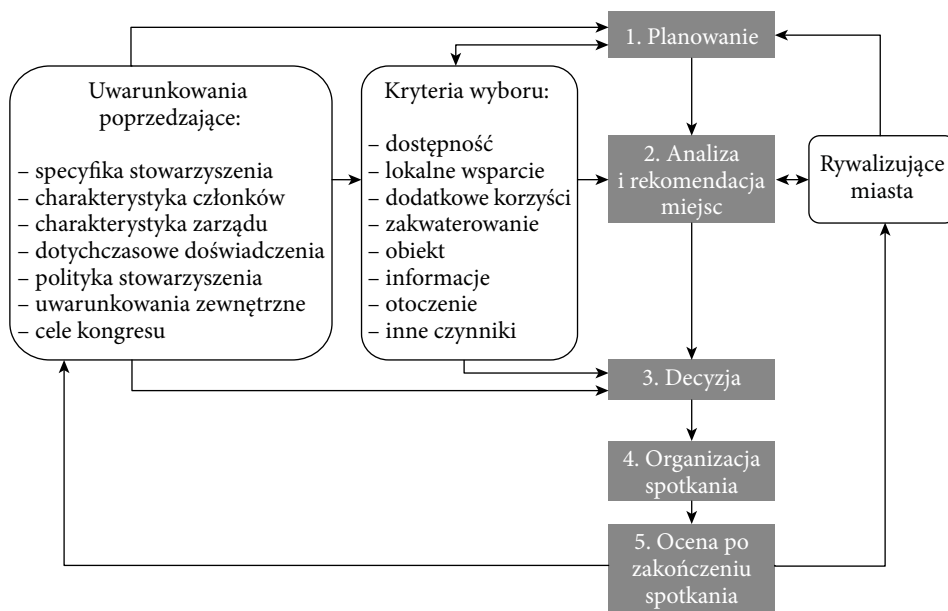 Uwarunkowania
poprzedzające:
– specyfika stowarzyszenia
– charakterystyka członków
– charakterystyka zarządu
– dotychczasowe doświadczenia
– polityka stowarzyszenia
– uwarunkowania zewnętrzne
– cele kongresu
Kryteria wyboru:
– dostępność
– lokalne wsparcie
– dodatkowe korzyści
– zakwaterowanie
– obiekt
– informacje
– otoczenie
– inne czynniki
1. Planowanie
2. Analiza
i rekomendacja
miejsc
3. Decyzja
4. Organizacja
spotkania
5. Ocena po
zakończeniu
spotkania
Rywalizujące
miasta